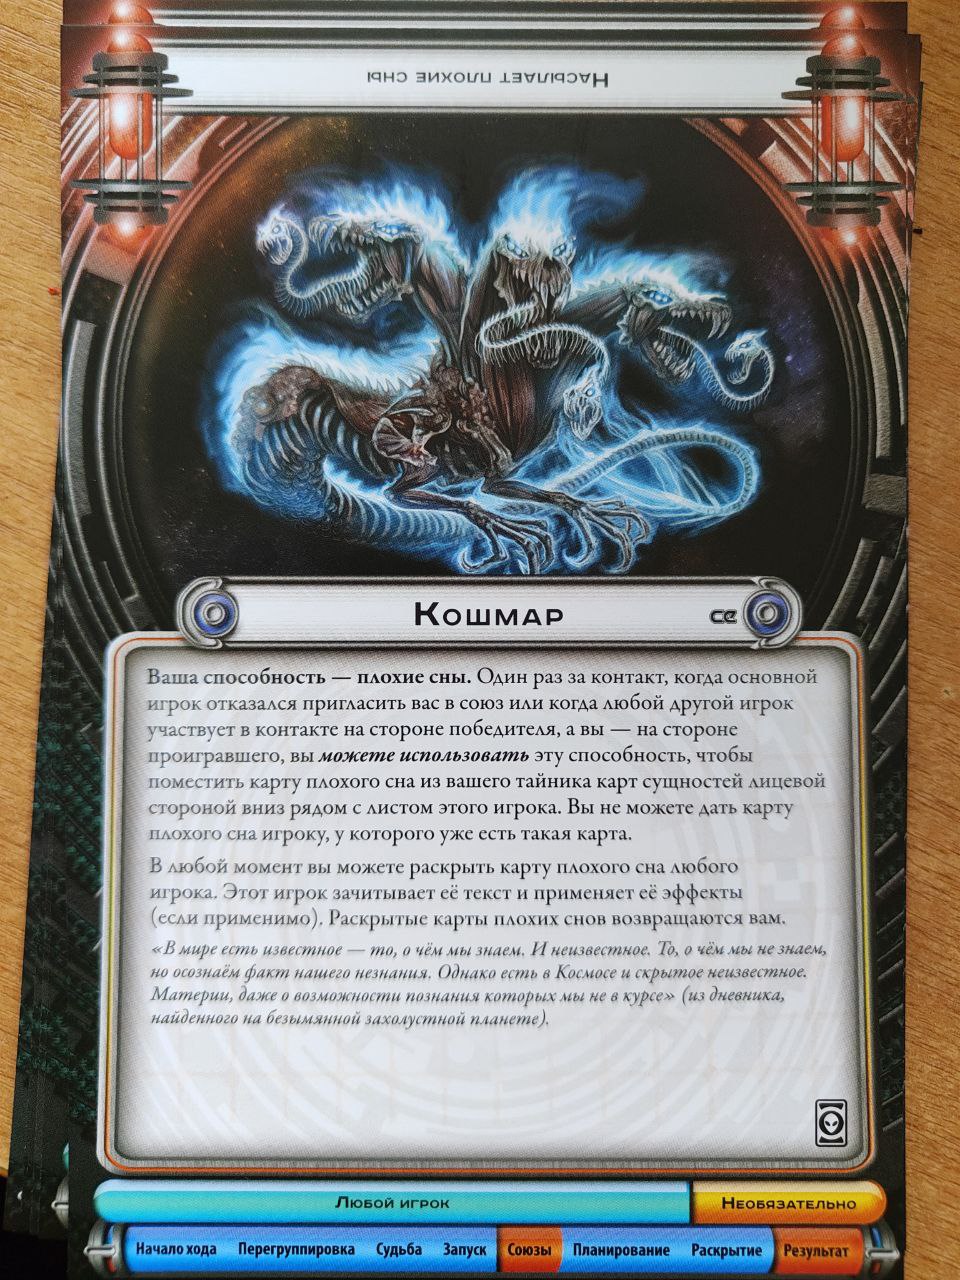 Насылает плохие сны
Кошмар
Ваша способность — плохие сны. Один раз за контакт, когда основной
игрок отказался пригласить вас в союз или когда любой другой игрок
участвует в контакте на стороне победителя, а вы — на стороне
проигравшего, вы можете использовать эту способность, чтобы
поместить карту плохого сна из вашего тайника карт сущностей лицевой
стороной вниз рядом с листом этого игрока. Вы не можете дать карту
плохого сна игроку, у которого уже есть такая карта.
В любой момент вы можете раскрыть карту плохого сна любого
игрока. Этот игрок зачитывает её текст и применяет её эффекты
(если применимо). Раскрытые карты плохих снов возвращаются вам.
«В мире есть известное — то, о чём мы знаем. И неизвестное. То, о чём мы не знаем,
но осознаём факт нашего незнания. Однако есть в Космосе и скрытое неизвестное.
Материи, даже о возможности познания которых мы не в курсе» (из дневника,
найденного на безымянной захолустной планете).
Любой игрок Необязательно
Начало хода Перегруппировка Судьба Запуск Союзы Планирование Раскрытие Результат